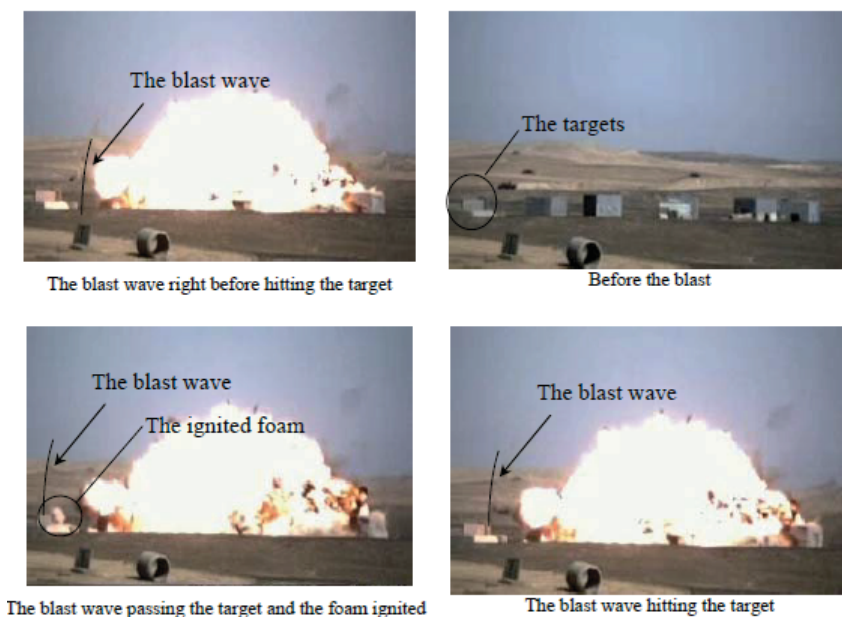 The blast wave
The blast wave right before hitting the target
The targets
Before the blast
The blast wave
The ignited foam
The blast wave passing the target and the foam ignited
The blast wave
The blast wave hitting the target